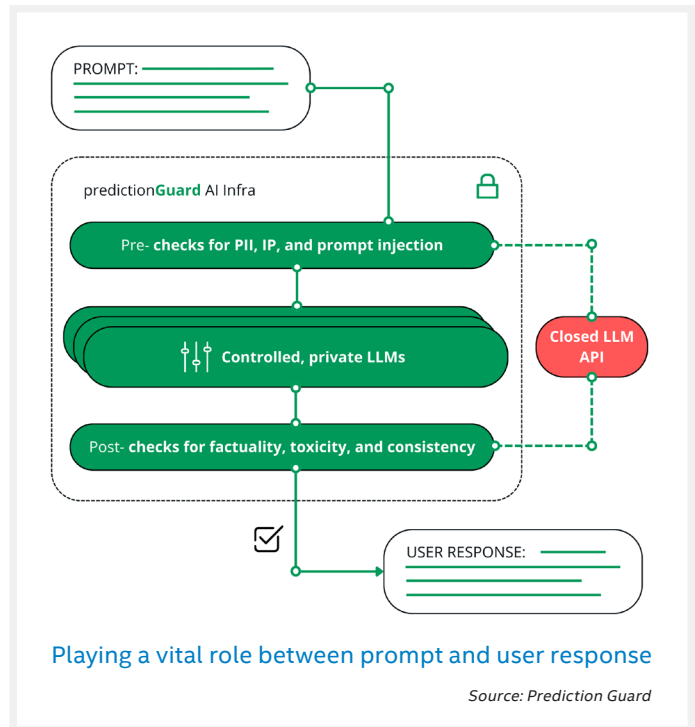 PROMPT:
predictionGuard AI Infra
Pre- checks for PII, IP, and prompt injection
Controlled, private LLMs
Closed LLM
API
Post- checks for factuality, toxicity, and consistency
USER RESPONSE:
Playing a vital role between prompt and user response
Source: Prediction Guard